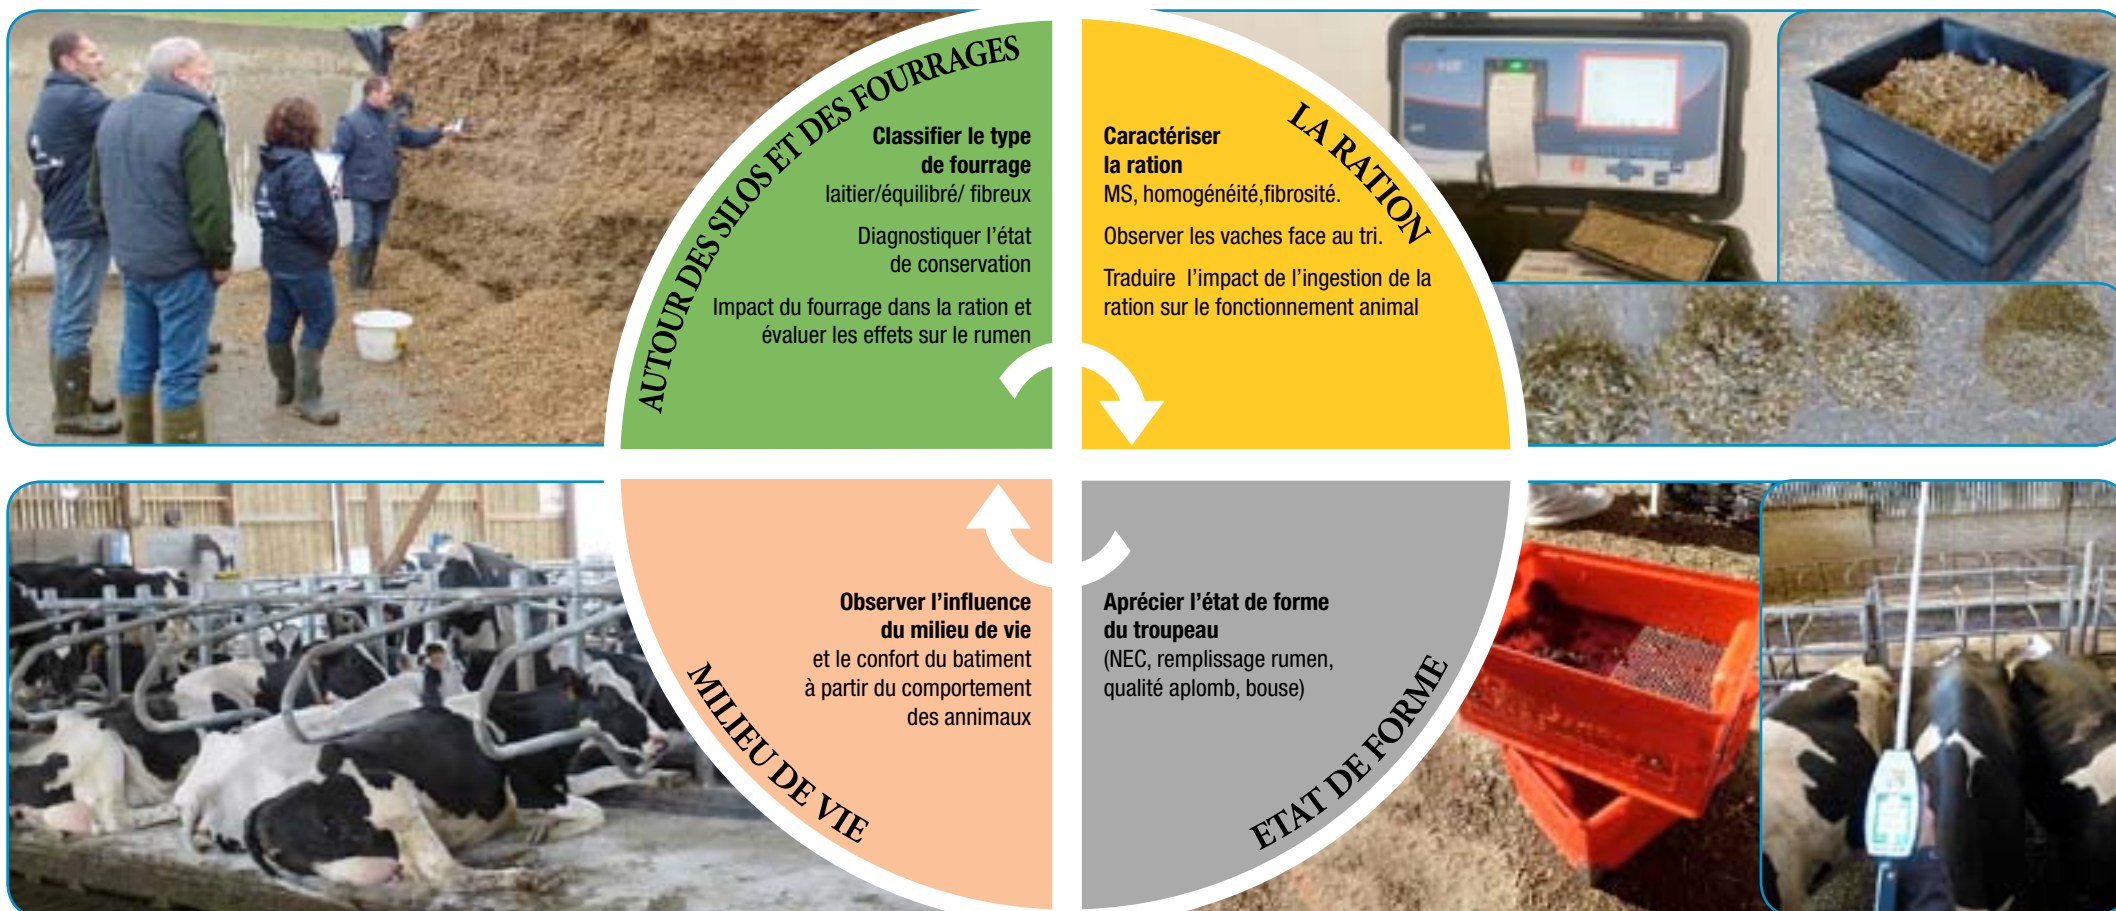 AUTOUR DES SILOS ET DES FOURRAGES
Classifier le type
de fourrage
laitier/équilibré/ fibreux
Diagnostiquer l’état
de conservation
Impact du fourrage dans la ration et
évaluer les effets sur le rumen
LA RATION
Caractériser
la ration
MS, homogénéité,fibrosité.
Observer les vaches face au tri.
Traduire l’impact de l’ingestion de la
ration sur le fonctionnement animal
Observer l’influence
du milieu de vie
et le confort du batiment
à partir du comportement
des annimaux
MILIEU DE VIE
Aprécier l’état de forme
du troupeau
(NEC, remplissage rumen,
qualité aplomb, bouse)
ETAT DE FORME